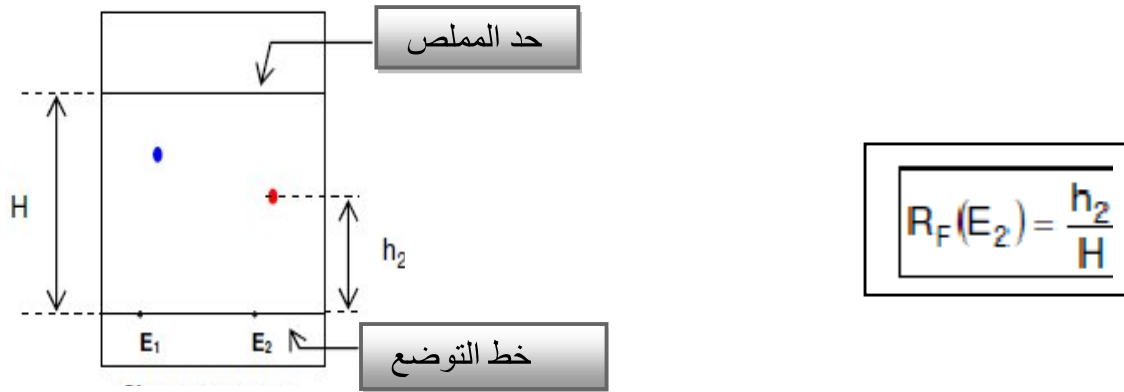 حد المملص
H
h₂
E₁ E₂
خط التوضع
R_F(E₂) = h₂/H